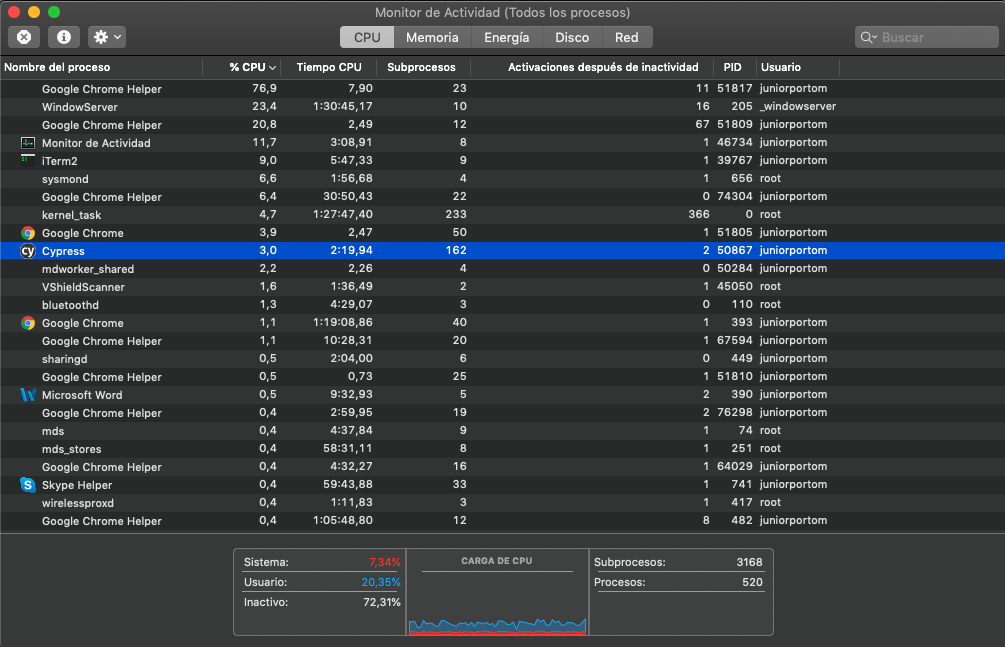 Monitor de Actividad (Todos los procesos)
CPU Memoria Energía Disco Red Buscar
Nombre del proceso % CPU Tiempo CPU Subprocesos Activaciones después de inactividad PID Usuario
Google Chrome Helper 76,9 7,90 23 11 51817 juniorportom
WindowServer 23,4 1:30:45,17 10 16 205 _windowserver
Google Chrome Helper 20,8 2,49 12 67 51809 juniorportom
Monitor de Actividad 11,7 3:08,91 8 1 46734 juniorportom
iTerm2 9,0 5:47,33 9 1 39767 juniorportom
sysmond 6,6 1:56,68 4 1 656 root
Google Chrome Helper 6,4 30:50,43 22 0 74304 juniorportom
kernel_task 4,7 1:27:47,40 233 366 0 root
Google Chrome 3,9 2,47 50 1 51805 juniorportom
cy Cypress 3,0 2:19,94 162 2 50867 juniorportom
mdworker_shared 2,2 2,26 4 0 50284 juniorportom
VShieldScanner 1,6 1:36,49 2 1 45050 root
bluetoothd 1,3 4:29,07 3 0 110 root
Google Chrome 1,1 1:19:08,86 40 1 393 juniorportom
Google Chrome Helper 1,1 10:28,31 20 1 67594 juniorportom
sharingd 0,5 2:04,00 6 0 449 juniorportom
Google Chrome Helper 0,5 0,73 25 1 51810 juniorportom
Microsoft Word 0,5 9:32,93 5 2 390 juniorportom
Google Chrome Helper 0,4 2:59,95 19 2 76298 juniorportom
mds 0,4 4:37,84 9 1 74 root
mds_stores 0,4 58:31,11 8 1 251 root
Google Chrome Helper 0,4 4:32,27 16 1 64029 juniorportom
S Skype Helper 0,4 59:43,88 33 1 741 juniorportom
wirelessproxd 0,4 1:11,83 3 1 417 root
Google Chrome Helper 0,4 1:05:48,80 12 8 482 juniorportom
Sistema: 7,34% CARGA DE CPU Subprocesos: 3168
Usuario: 20,35% Procesos: 520
Inactivo: 72,31%